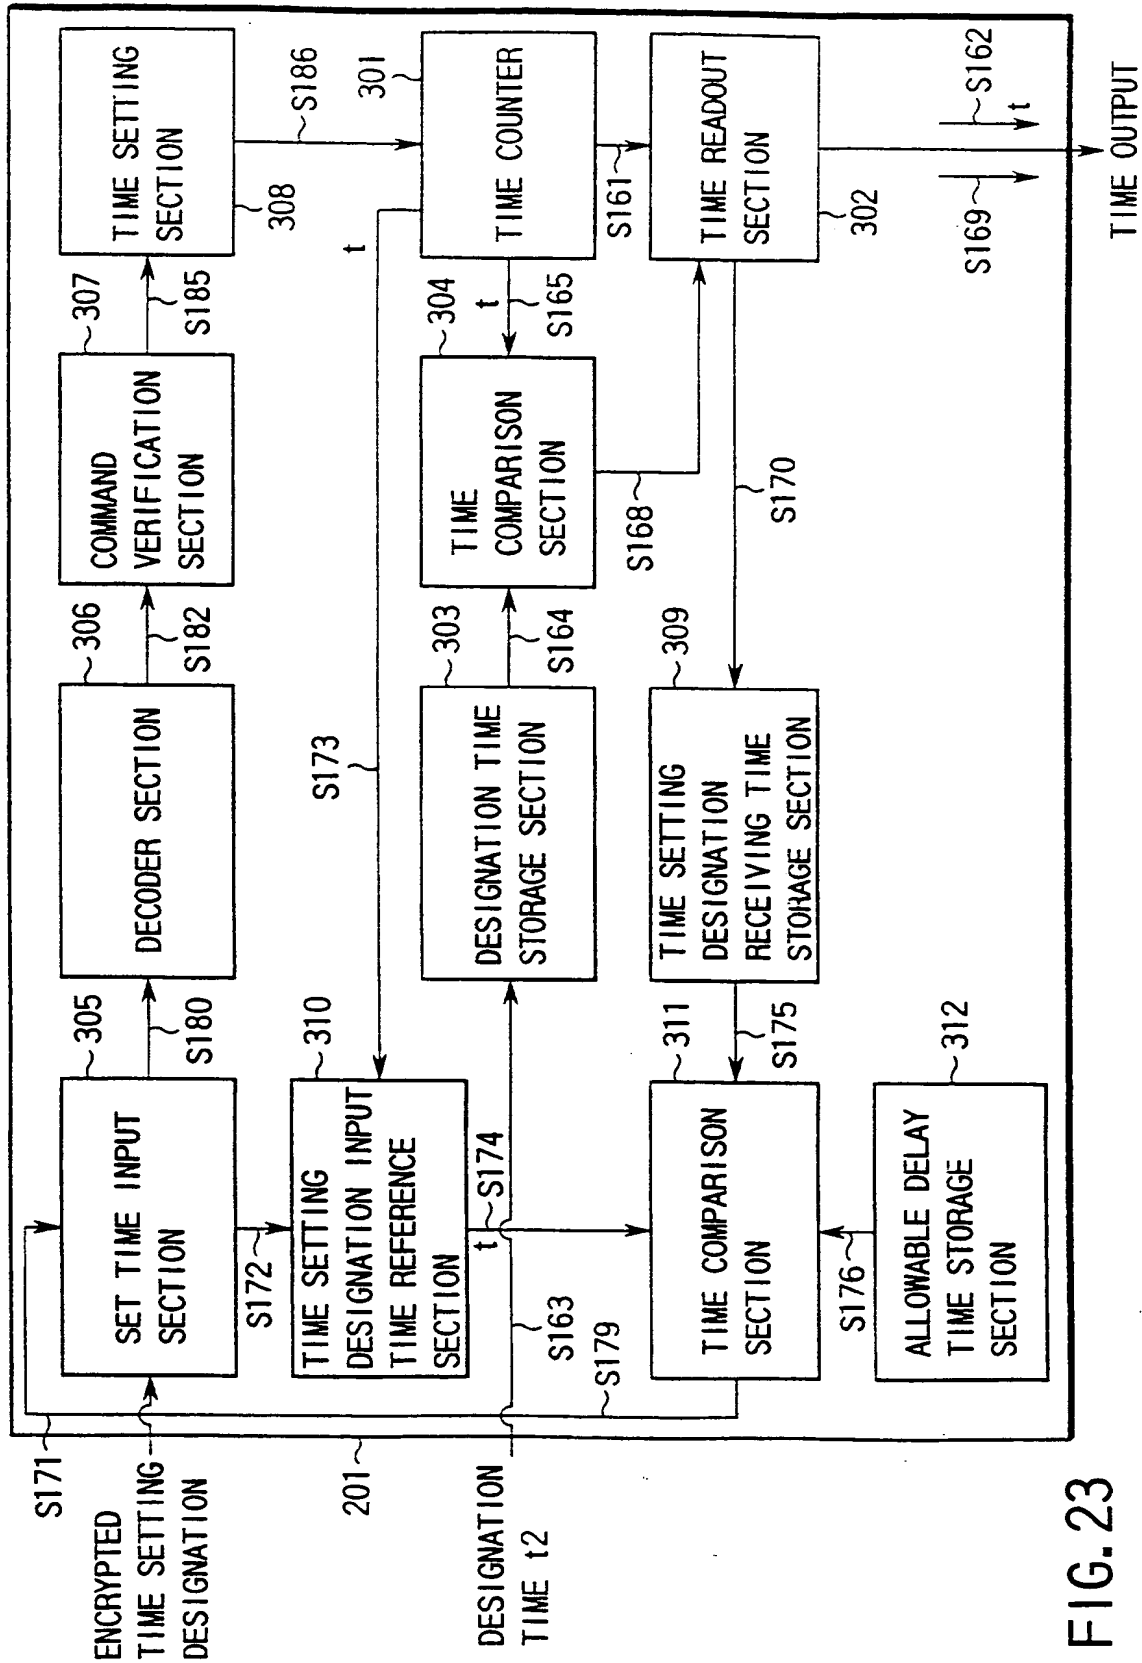 ENCRYPTED
TIME SETTING
DESIGNATION
S171
SET TIME INPUT
SECTION
305
S180
DECODER SECTION
306
S182
COMMAND
VERIFICATION
SECTION
307
S185
TIME SETTING
SECTION
308
S186
S172
TIME SETTING
DESIGNATION INPUT
TIME REFERENCE
SECTION
310
S173
t
301
TIME COUNTER
DESIGNATION
TIME t2
201
S163
S174
t
DESIGNATION TIME
STORAGE SECTION
303
S164
TIME
COMPARISON
SECTION
304
t
S165
S161
S168
S179
TIME COMPARISON
SECTION
311
S175
TIME SETTING
DESIGNATION
RECEIVING TIME
STORAGE SECTION
309
S170
TIME READOUT
SECTION
302
S176
ALLOWABLE DELAY
TIME STORAGE
SECTION
312
S169
S162
t
TIME OUTPUT
FIG. 23